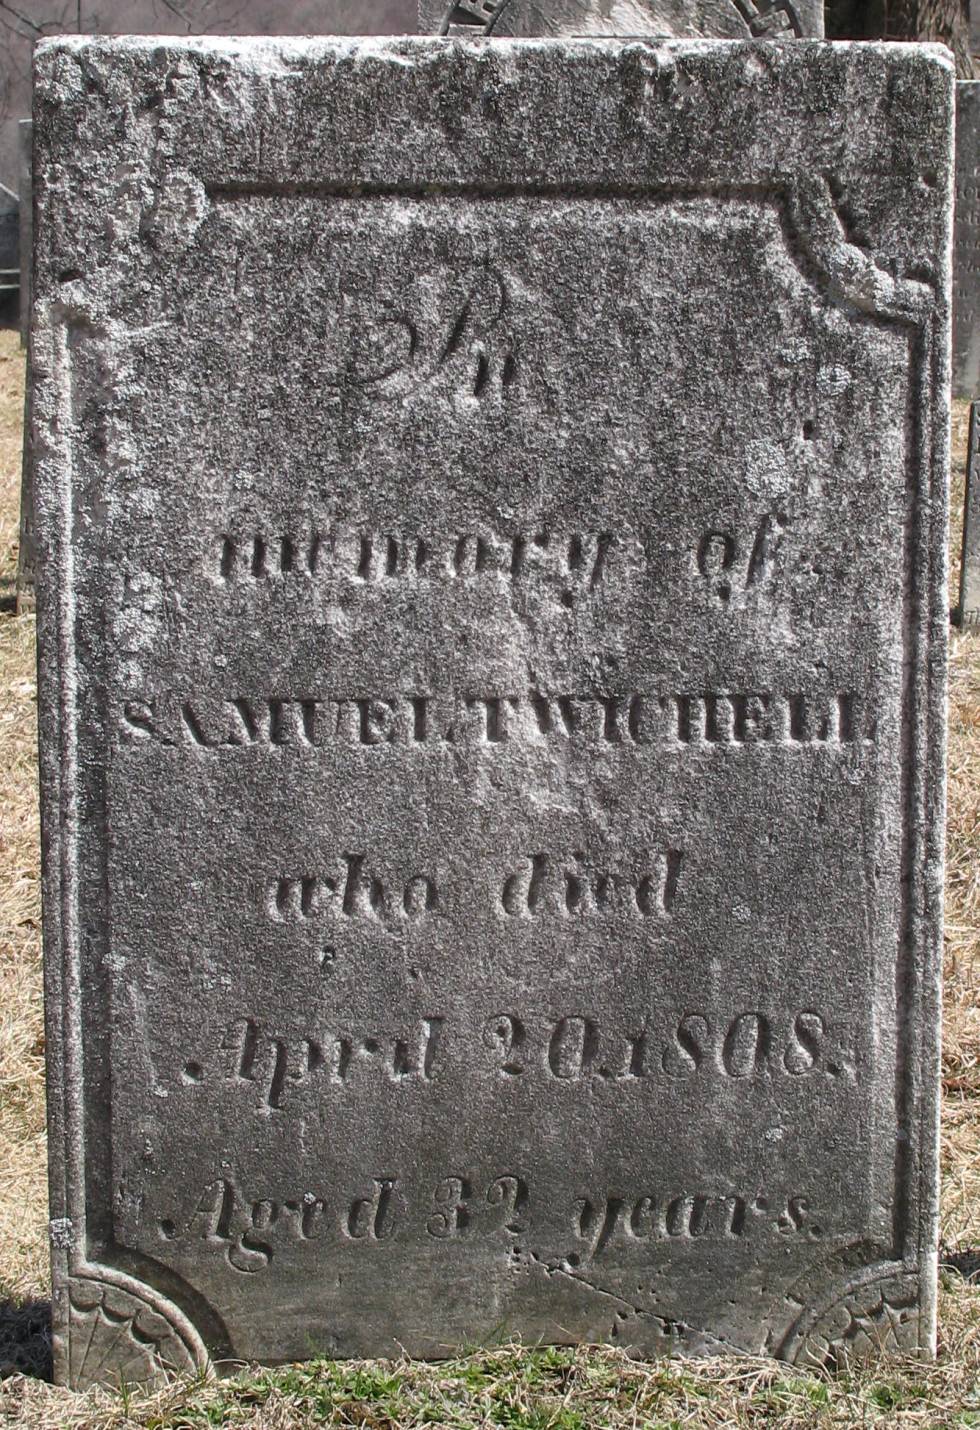 In
memory of
SAMUEL TWICHELL
who died
April 20. 1808.
Aged 32 years.